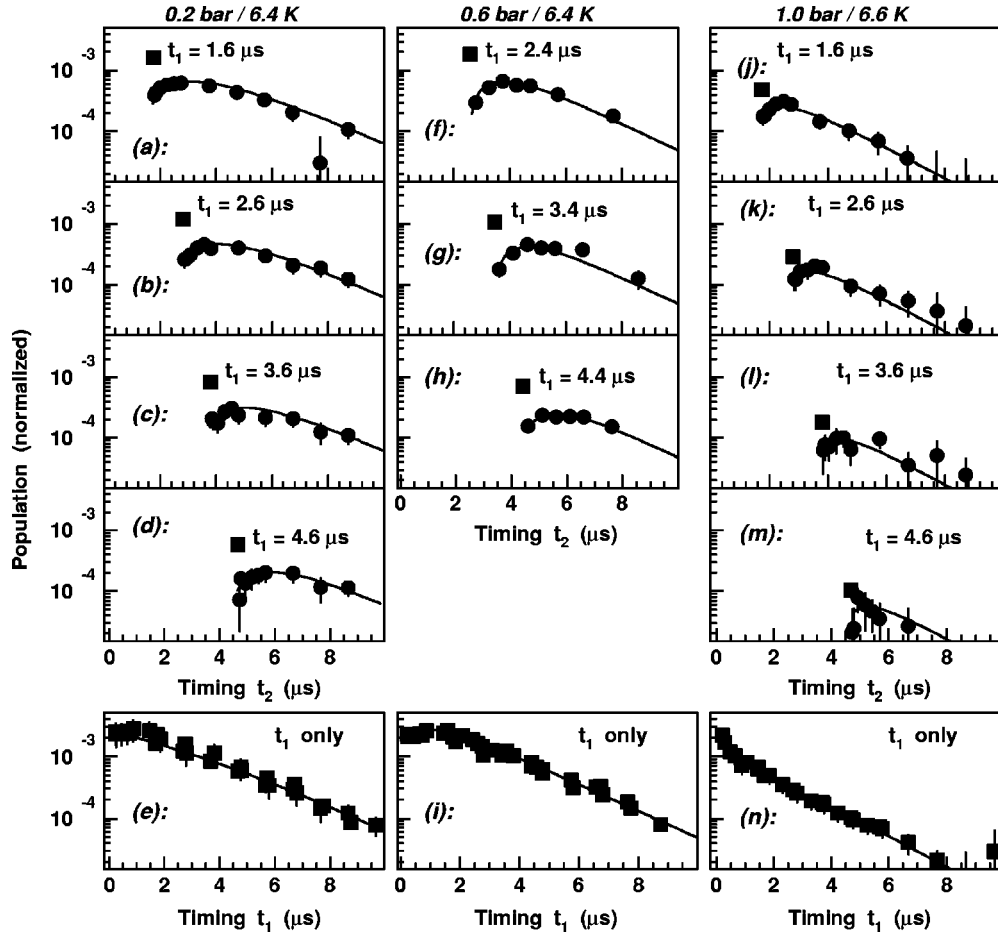 0.2 bar / 6.4 K 0.6 bar / 6.4 K 1.0 bar / 6.6 K
t1 = 1.6 μs t1 = 2.4 μs (j): t1 = 1.6 μs
10^-3
10^-4
(a): (f):
t1 = 2.6 μs t1 = 3.4 μs (k): t1 = 2.6 μs
10^-3
10^-4
(b): (g):
t1 = 3.6 μs (h): t1 = 4.4 μs (l): t1 = 3.6 μs
10^-3
10^-4
(c):
(d): t1 = 4.6 μs (m): t1 = 4.6 μs
10^-3
10^-4
Population (normalized)
0 2 4 6 8
Timing t2 (μs)
0 2 4 6 8
Timing t2 (μs)
0 2 4 6 8
Timing t2 (μs)
t1 only t1 only t1 only
10^-3
10^-4
(e): (i): (n):
0 2 4 6 8 0 2 4 6 8 0 2 4 6 8
Timing t1 (μs) Timing t1 (μs) Timing t1 (μs)